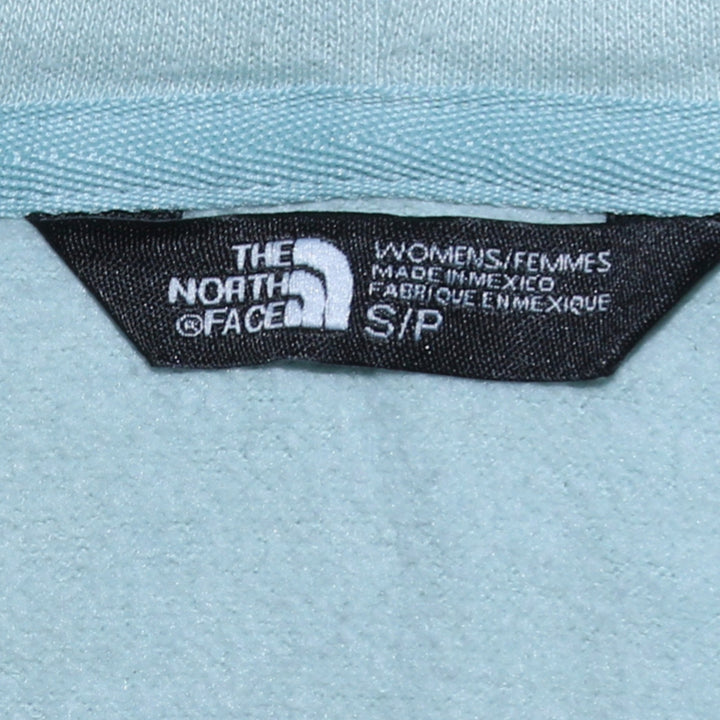 THE
NORTH
®FACE
WOMENS/FEMMES
MADE IN MEXICO
FABRIQUE EN MEXIQUE
S/P